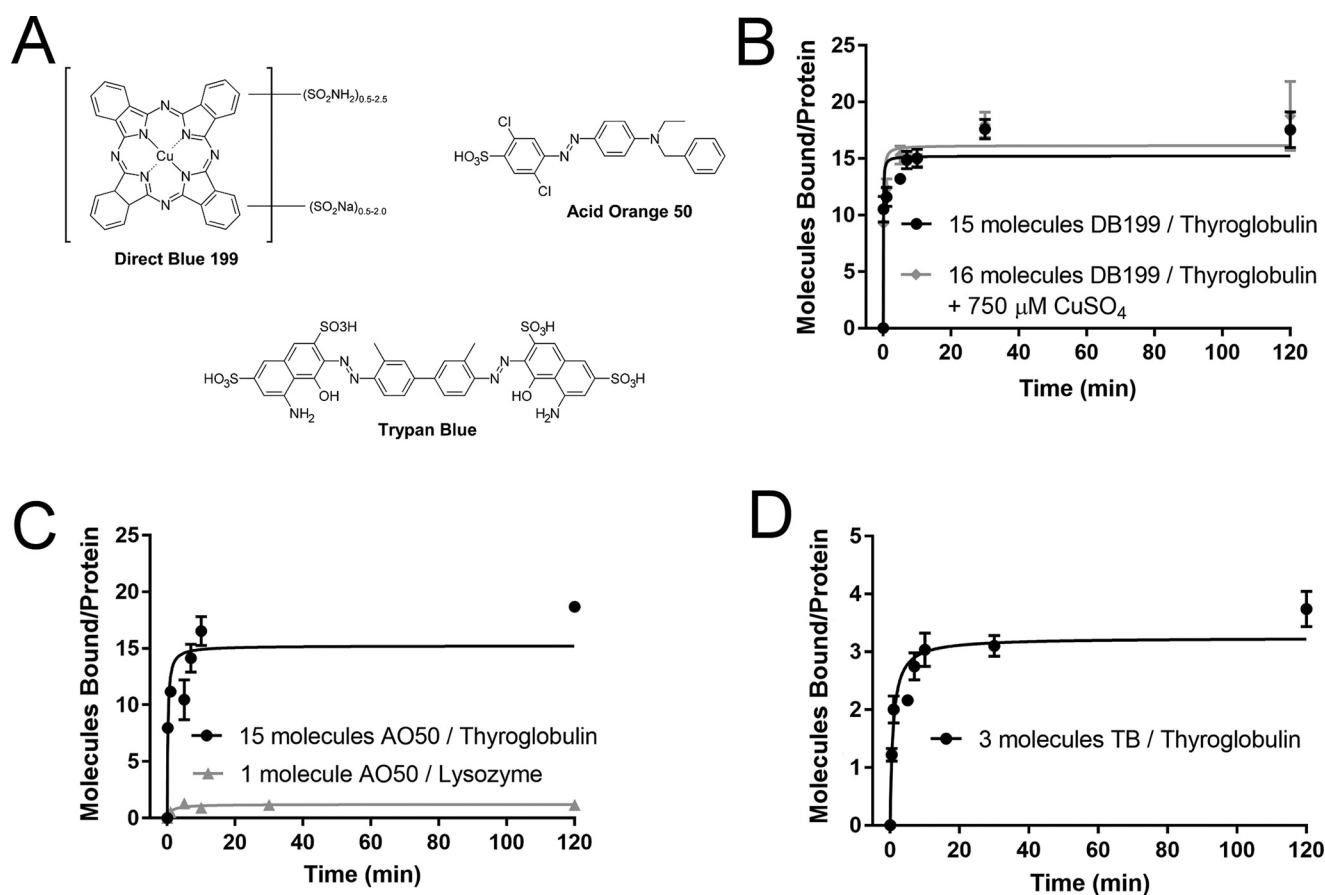 A
N
N
N
N
Cu
N
N
N
N
(SO2NH2)0.5-2.5
(SO2Na)0.5-2.0
Direct Blue 199
Cl
HO3S
Cl
N
N
N
Acid Orange 50
SO3H
SO3H
HO3S
N
N
N
N
SO3H
OH
HO
NH2
H2N
Trypan Blue
B
Molecules Bound/Protein
25
20
15
10
5
0
15 molecules DB199 / Thyroglobulin
16 molecules DB199 / Thyroglobulin
+ 750 μM CuSO4
0 20 40 60 80 100 120
Time (min)
C
Molecules Bound/Protein
25
20
15
10
5
0
15 molecules AO50 / Thyroglobulin
1 molecule AO50 / Lysozyme
0 20 40 60 80 100 120
Time (min)
D
Molecules Bound/Protein
5
4
3
2
1
0
3 molecules TB / Thyroglobulin
0 20 40 60 80 100 120
Time (min)